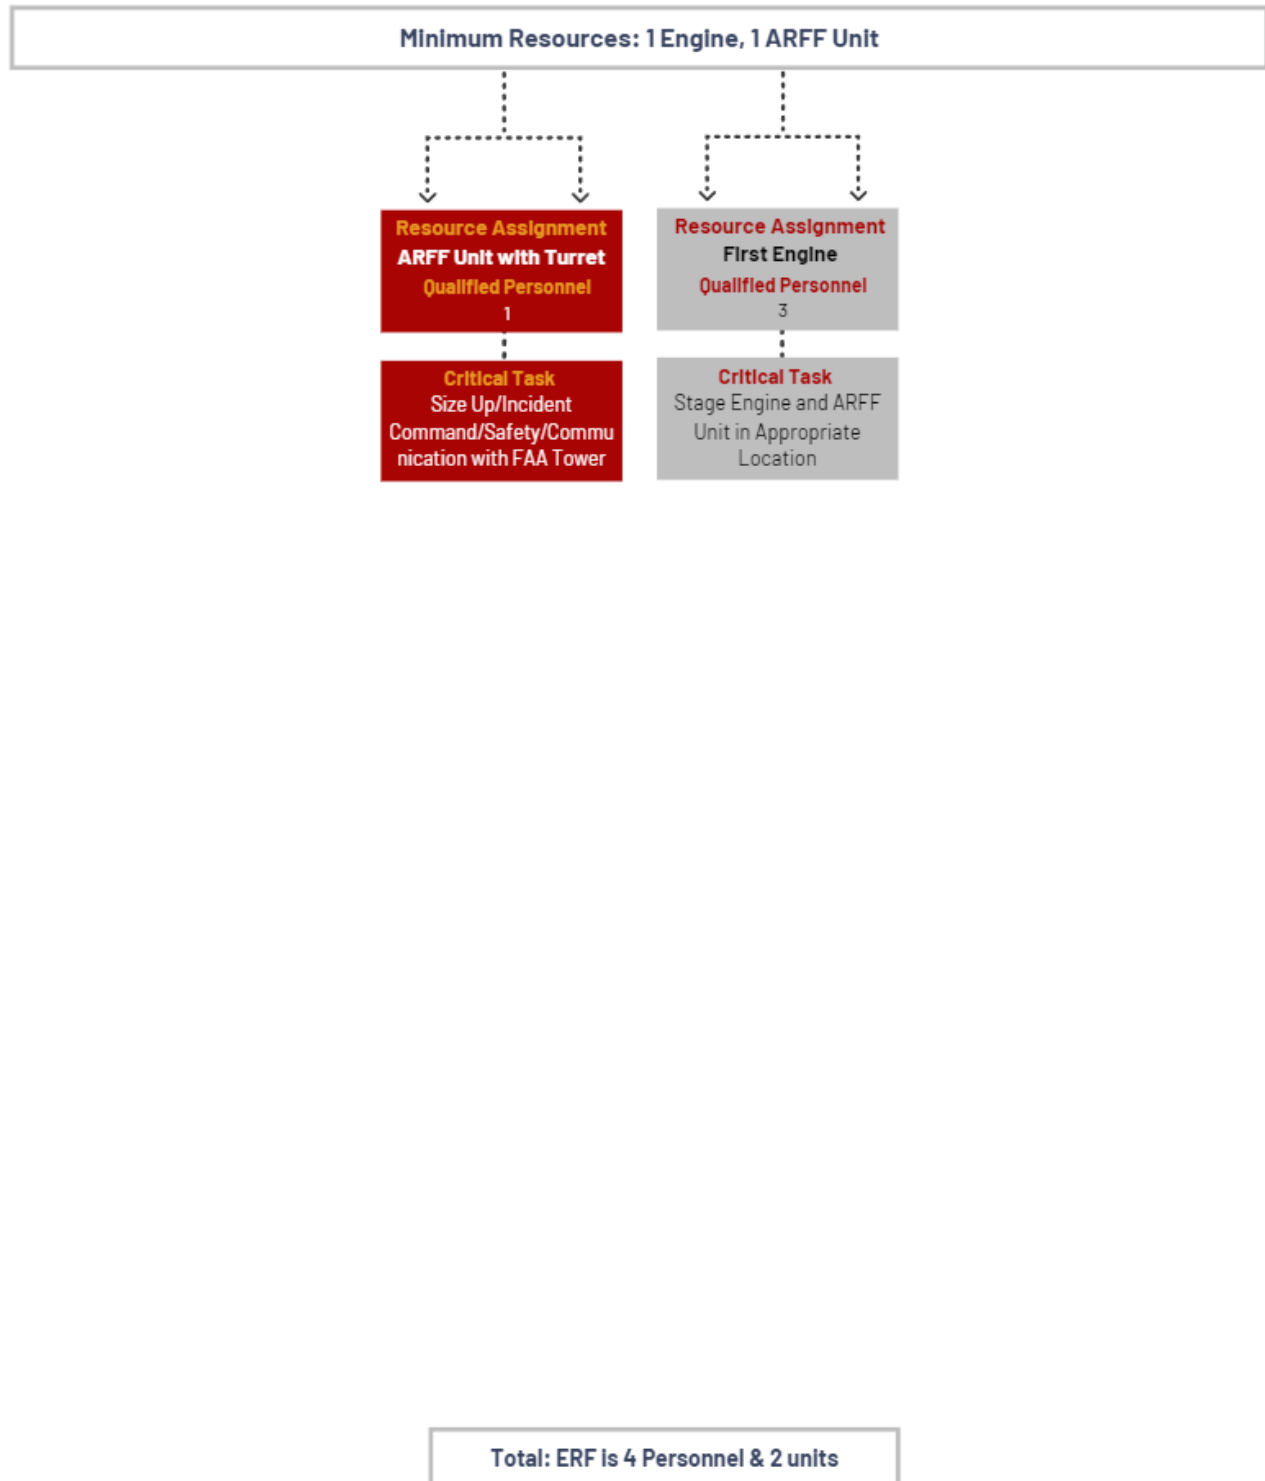 Minimum Resources: 1 Engine, 1 ARFF Unit
Resource Assignment
ARFF Unit with Turret
Qualified Personnel
1
Critical Task
Size Up/Incident
Command/Safety/Commu
nication with FAA Tower
Resource Assignment
First Engine
Qualified Personnel
3
Critical Task
Stage Engine and ARFF
Unit in Appropriate
Location
Total: ERF is 4 Personnel & 2 units